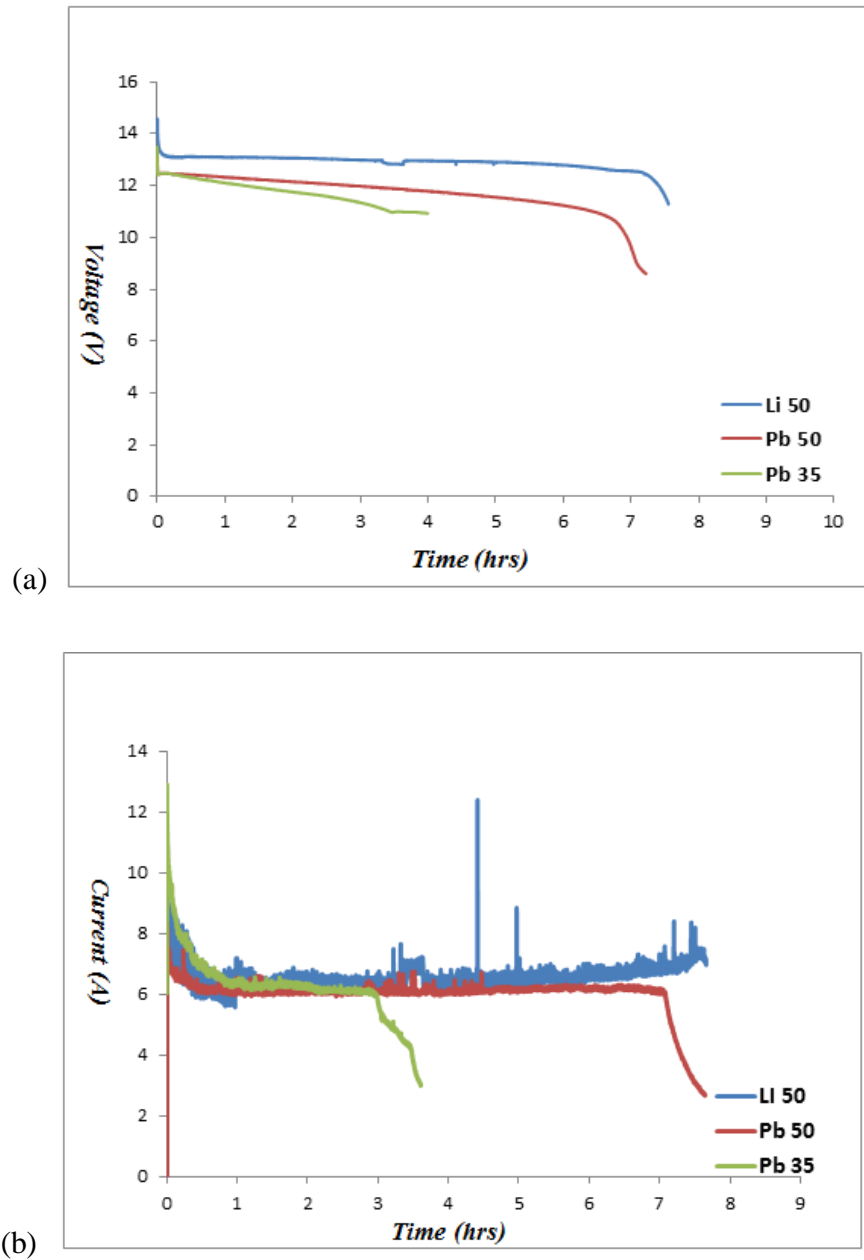 16
14
12
10
8
6
4
2
0
Voltage (V)
0 1 2 3 4 5 6 7 8 9 10
Time (hrs)
Li 50
Pb 50
Pb 35
(a)
14
12
10
8
6
4
2
0
Current (A)
0 1 2 3 4 5 6 7 8 9
Time (hrs)
LI 50
Pb 50
Pb 35
(b)